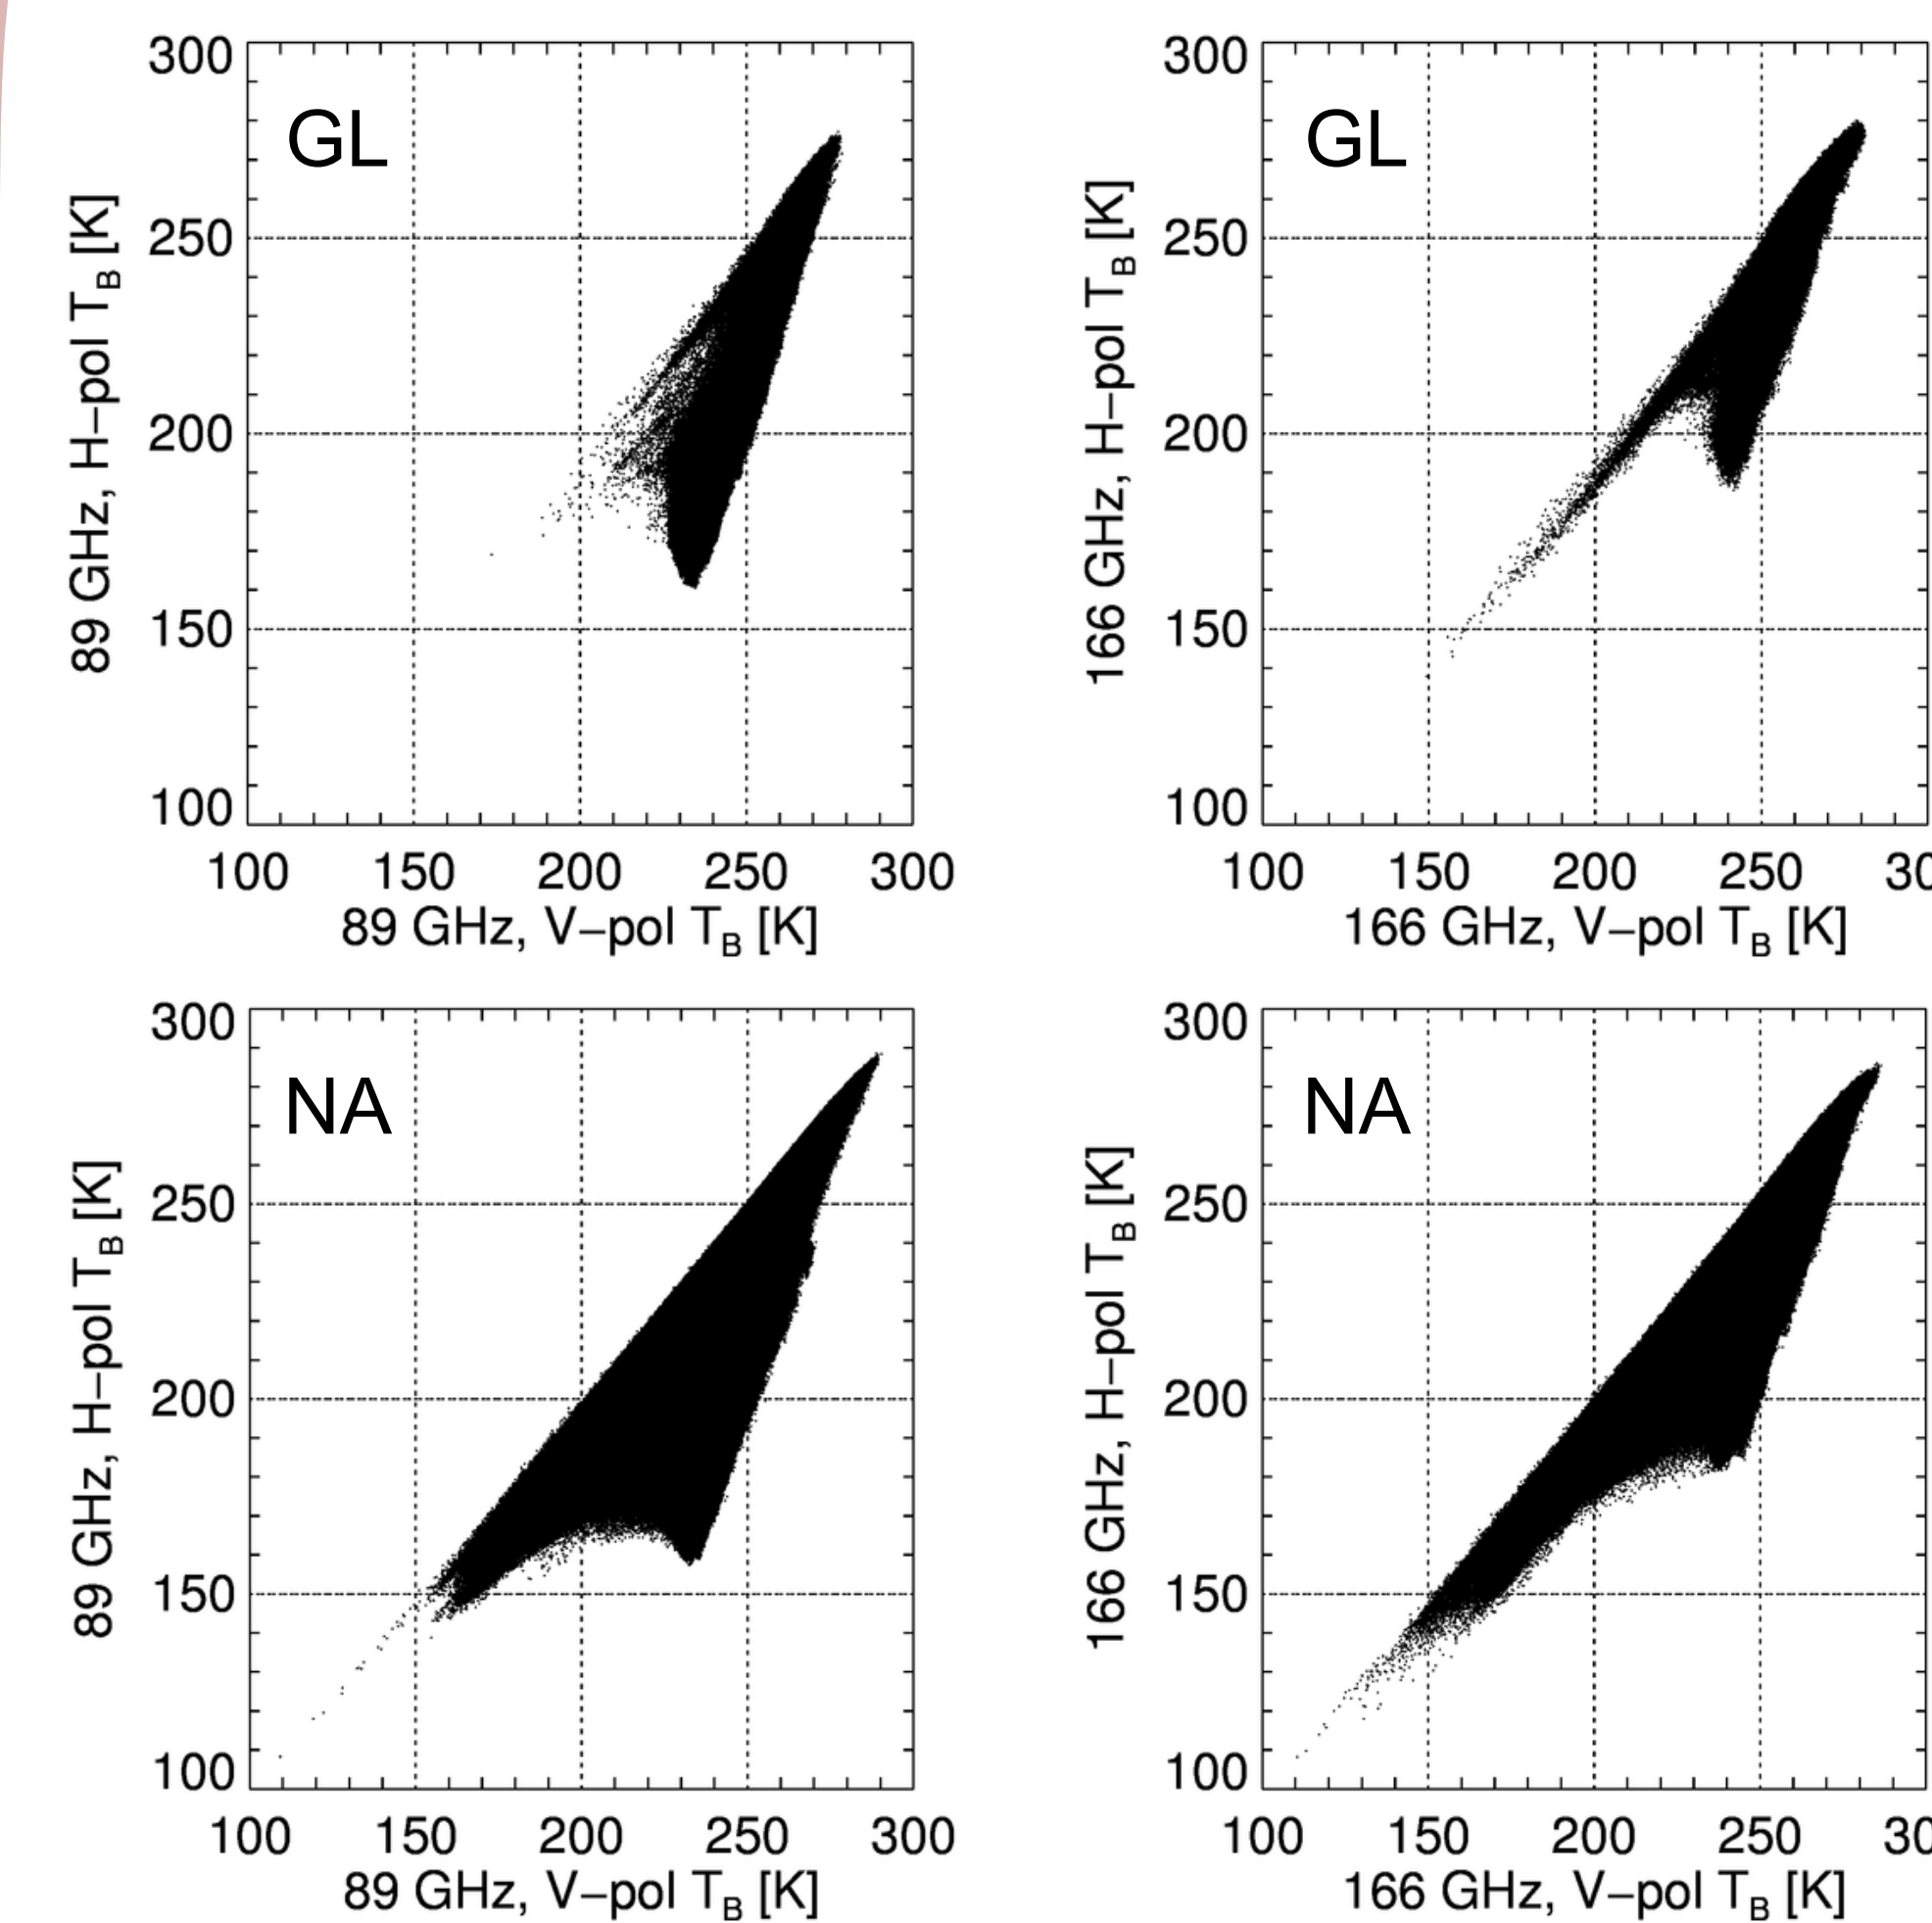 300
250
200
150
100
89 GHz, H−pol T_B [K]
GL
100 150 200 250 300
89 GHz, V−pol T_B [K]
300
250
200
150
100
166 GHz, H−pol T_B [K]
GL
100 150 200 250 30
166 GHz, V−pol T_B [K]
300
250
200
150
100
89 GHz, H−pol T_B [K]
NA
100 150 200 250 300
89 GHz, V−pol T_B [K]
300
250
200
150
100
166 GHz, H−pol T_B [K]
NA
100 150 200 250 30
166 GHz, V−pol T_B [K]